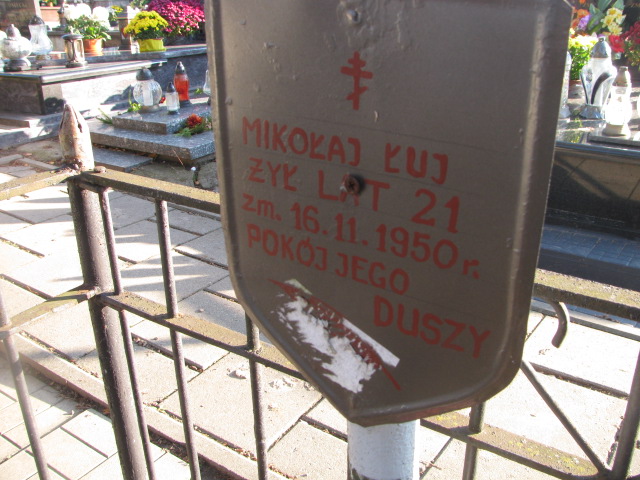 MIKOŁAJ ŁUJ
ŻYŁ LAT 21
zm. 16.11.1950 r.
POKÓJ JEGO
DUSZY